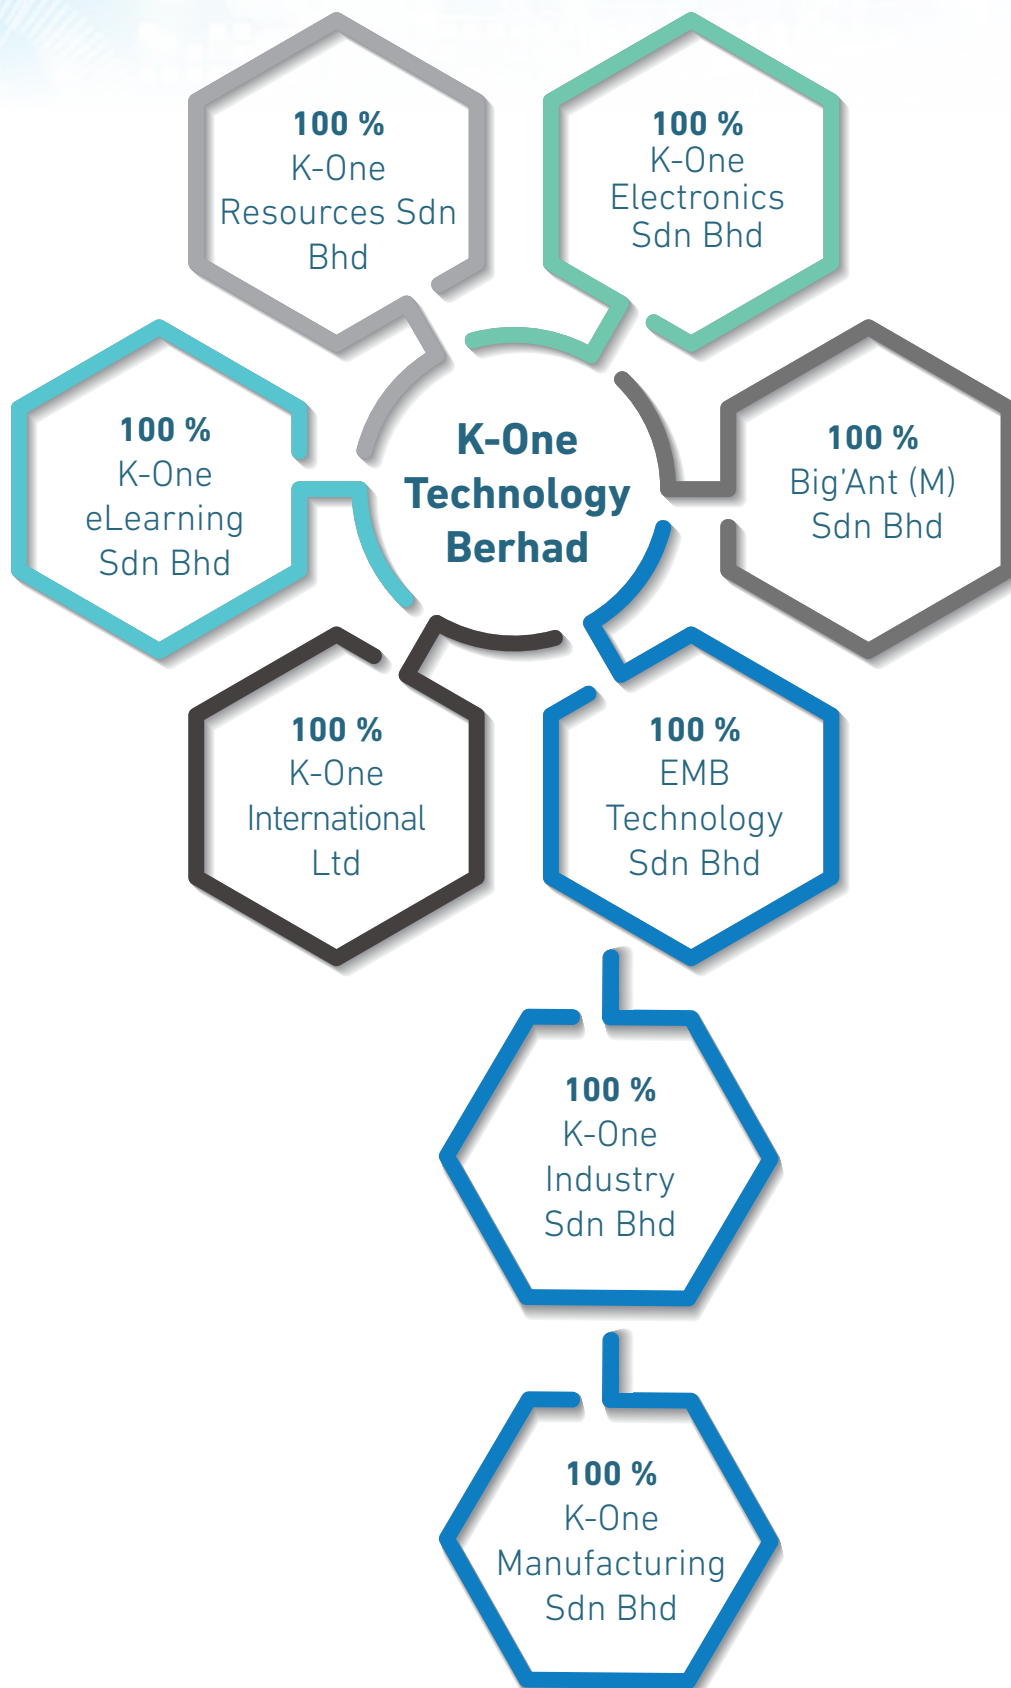 100 %
K-One
Resources Sdn
Bhd
100 %
K-One
Electronics
Sdn Bhd
100 %
K-One
eLearning
Sdn Bhd
K-One
Technology
Berhad
100 %
Big'Ant (M)
Sdn Bhd
100 %
K-One
International
Ltd
100 %
EMB
Technology
Sdn Bhd
100 %
K-One
Industry
Sdn Bhd
100 %
K-One
Manufacturing
Sdn Bhd